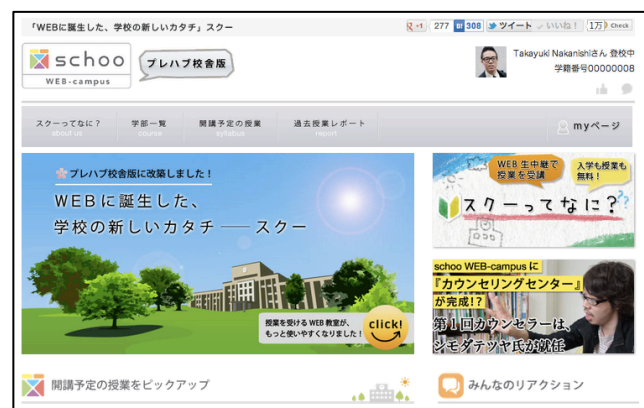 「WEBに誕生した、学校の新しいカタチ」スクー
+1 277 B! 308 ツイート いいね! 1万 Check
schoo
WEB-campus
プレハブ校舎版
Takayuki Nakanishiさん 登校中
学籍番号00000008
スクーってなに? 学部一覧 開講予定の授業 過去授業レポート myページ
about us course syllabus report
プレハブ校舎版に改築しました!
WEBに誕生した、
学校の新しいカタチ――スクー
授業を受けるWEB教室が、
もっと使いやすくなりました!
click!
WEB生中継で
授業を受講
入学も授業も
無料!
スクーってなに?
schoo WEB-campusに
『カウンセリングセンター』
が完成!?
第1回カウンセラーは、
シモダテツヤ氏が就任
開講予定の授業をピックアップ
みんなのリアクション